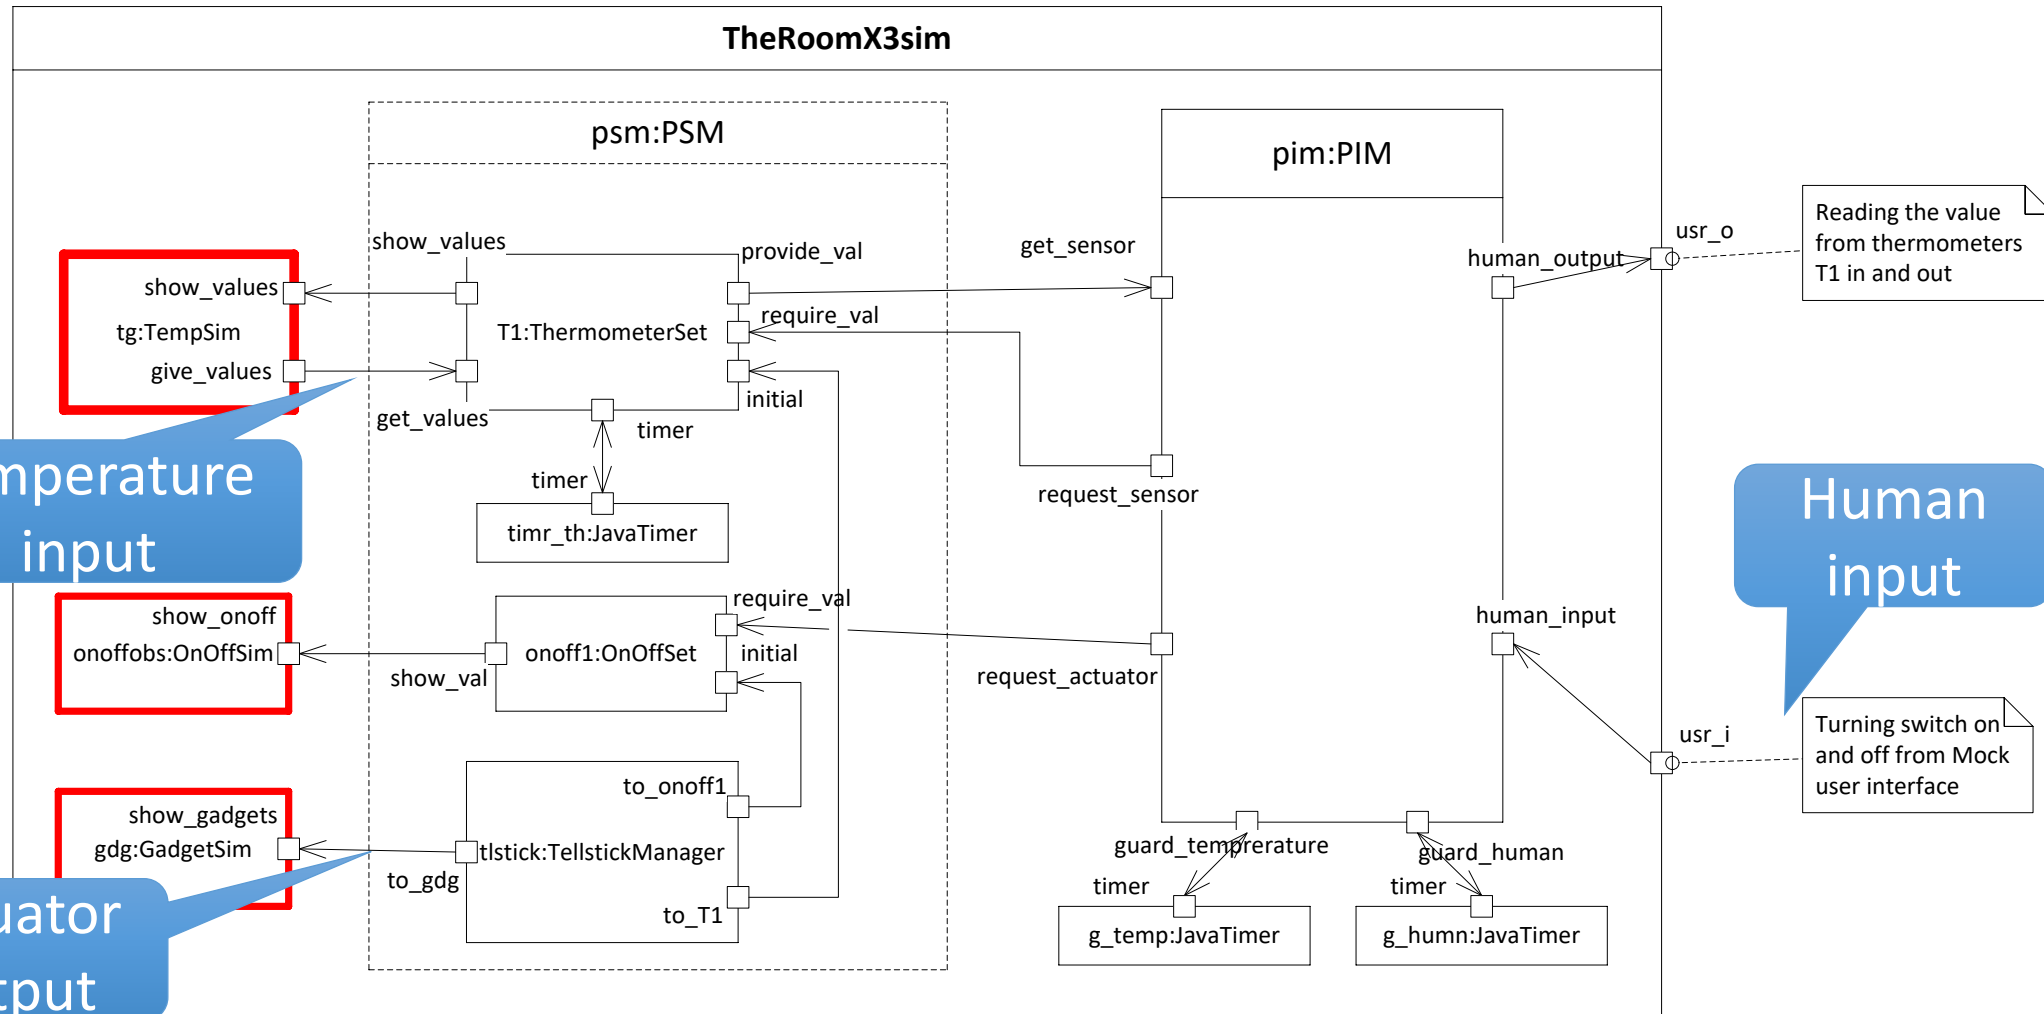 TheRoomX3sim
psm:PSM
pim:PIM
show_values
provide_val
get_sensor
human_output
usr_o
Reading the value
from thermometers
T1 in and out
show_values
tg:TempSim
give_values
T1:ThermometerSet
require_val
initial
get_values
timer
timer
timr_th:JavaTimer
request_sensor
input
Human
input
show_onoff
onoffobs:OnOffSim
show_val
onoff1:OnOffSet
require_val
initial
request_actuator
human_input
usr_i
Turning switch on
and off from Mock
user interface
show_gadgets
gdg:GadgetSim
to_gdg
to_onoff1
tlstick:TellstickManager
to_T1
guard_temprerature
guard_human
timer
timer
g_temp:JavaTimer
g_humn:JavaTimer